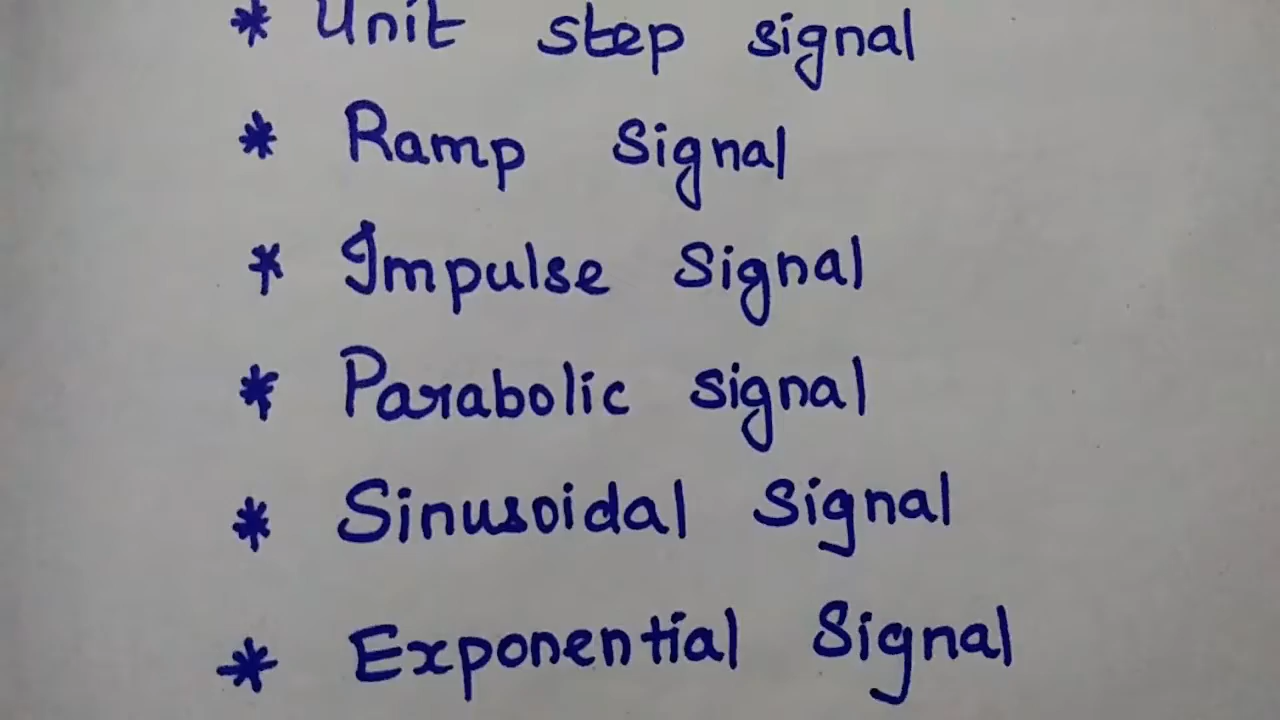 * Unit step signal
* Ramp Signal
* Impulse Signal
* Parabolic signal
* Sinusoidal Signal
* Exponential Signal